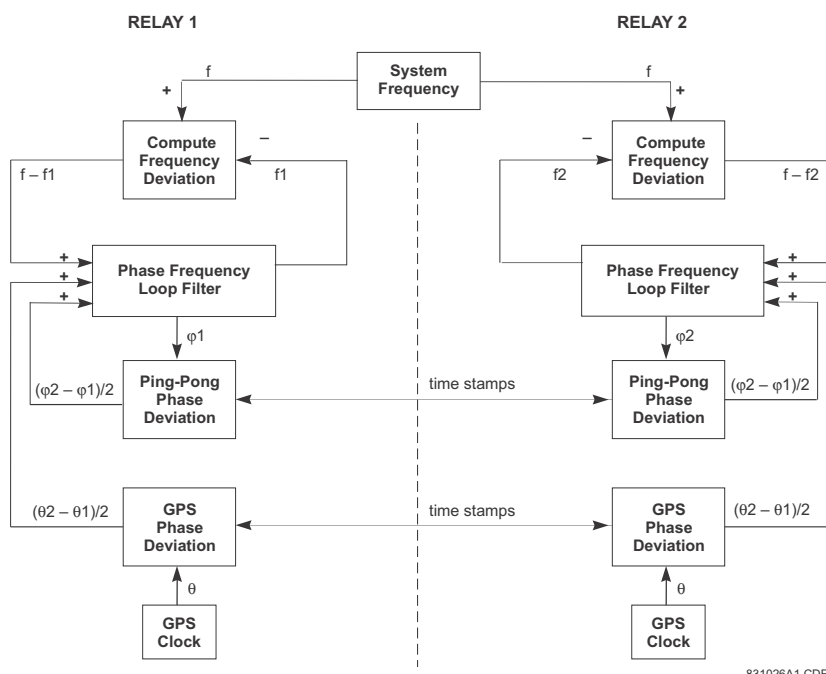 RELAY 1
RELAY 2
f
System
Frequency
f
+
+
Compute
Frequency
Deviation
–
–
Compute
Frequency
Deviation
f – f1
f1
f2
f – f2
+
+
+
Phase Frequency
Loop Filter
Phase Frequency
Loop Filter
+
+
+
φ1
φ2
(φ2 – φ1)/2
Ping-Pong
Phase
Deviation
time stamps
Ping-Pong
Phase
Deviation
(φ2 – φ1)/2
(θ2 – θ1)/2
GPS
Phase
Deviation
time stamps
GPS
Phase
Deviation
(θ2 – θ1)/2
θ
θ
GPS
Clock
GPS
Clock